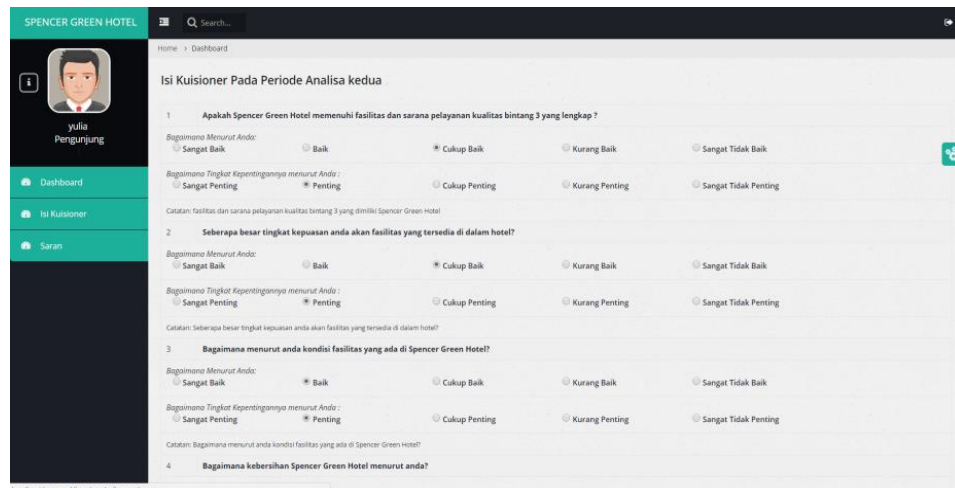 SPENCER GREEN HOTEL
Search...
Home > Dashboard
yulia
Pengunjung
Dashboard
Isi Kuisioner
Saran
Isi Kuisioner Pada Periode Analisa kedua
1 Apakah Spencer Green Hotel memenuhi fasilitas dan sarana pelayanan kualitas bintang 3 yang lengkap ?
Bagaimana Menurut Anda:
Sangat Baik Baik Cukup Baik Kurang Baik Sangat Tidak Baik
Bagaimana Tingkat Kepentingannya menurut Anda :
Sangat Penting Penting Cukup Penting Kurang Penting Sangat Tidak Penting
Catatan: fasilitas dan sarana pelayanan kualitas bintang 3 yang dimiliki Spencer Green Hotel
2 Seberapa besar tingkat kepuasan anda akan fasilitas yang tersedia di dalam hotel?
Bagaimana Menurut Anda:
Sangat Baik Baik Cukup Baik Kurang Baik Sangat Tidak Baik
Bagaimana Tingkat Kepentingannya menurut Anda :
Sangat Penting Penting Cukup Penting Kurang Penting Sangat Tidak Penting
Catatan: Seberapa besar tingkat kepuasan anda akan fasilitas yang tersedia di dalam hotel?
3 Bagaimana menurut anda kondisi fasilitas yang ada di Spencer Green Hotel?
Bagaimana Menurut Anda:
Sangat Baik Baik Cukup Baik Kurang Baik Sangat Tidak Baik
Bagaimana Tingkat Kepentingannya menurut Anda :
Sangat Penting Penting Cukup Penting Kurang Penting Sangat Tidak Penting
Catatan: Bagaimana menurut anda kondisi fasilitas yang ada di Spencer Green Hotel?
4 Bagaimana kebersihan Spencer Green Hotel menurut anda?